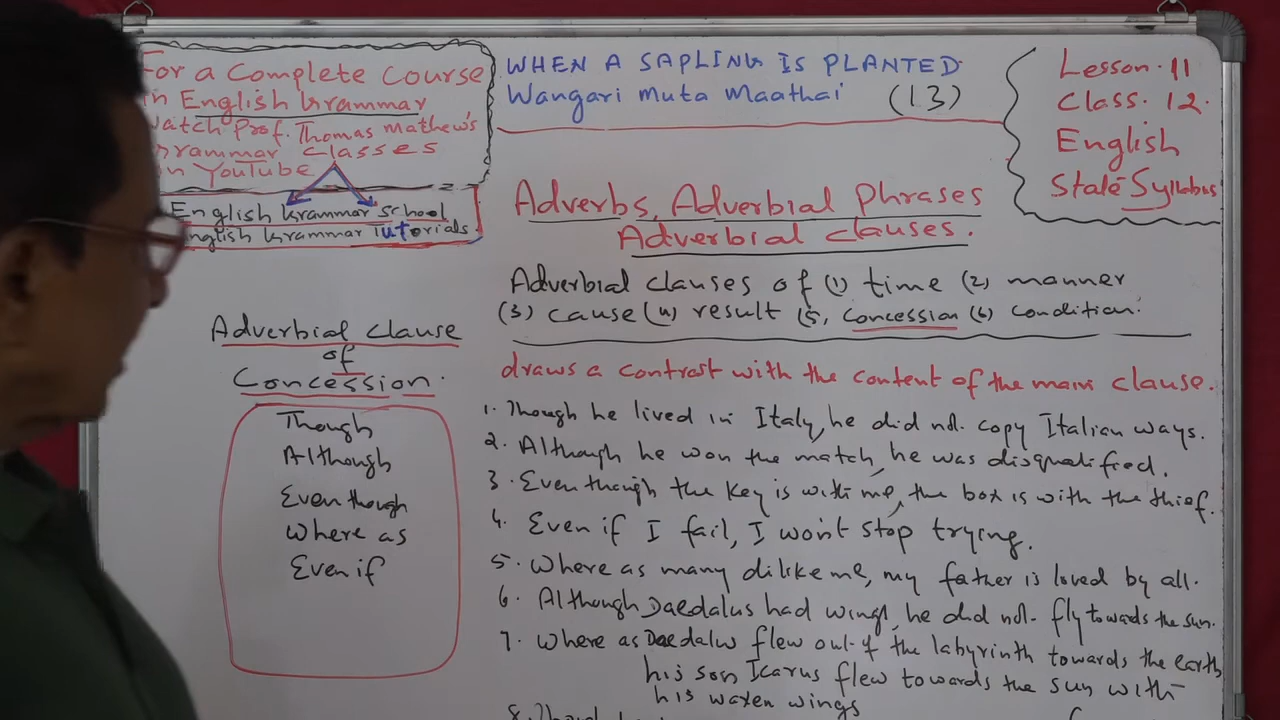 For a Complete Course
in English Grammar
Watch Prof. Thomas Mathew's
Grammar Classes
on YouTube
English Grammar School
English Grammar Tutorials
WHEN A SAPLING IS PLANTED
Wangari Muta Maathai (13)
Lesson. 11
Class. 12.
English
State Syllabus
Adverbs, Adverbial Phrases
Adverbial clauses.
Adverbial clauses of (1) time (2) manner
(3) cause (4) result (5, Concession (6) Condition.
Adverbial clause
of
Concession.
Though
Although
Even though
Where as
Even if
draws a contrast with the content of the main clause.
1. Though he lived in Italy, he did not copy Italian ways.
2. Although he won the match, he was disqualified.
3. Even though the key is with me, the box is with the thief.
4. Even if I fail, I won't stop trying.
5. Where as many dilike me, my father is loved by all.
6. Although Daedalus had wings, he did not fly towards the sun.
7. Where as Daedalus flew out of the labyrinth towards the earth
his son Icarus flew towards the sun with
his waxen wings
8.